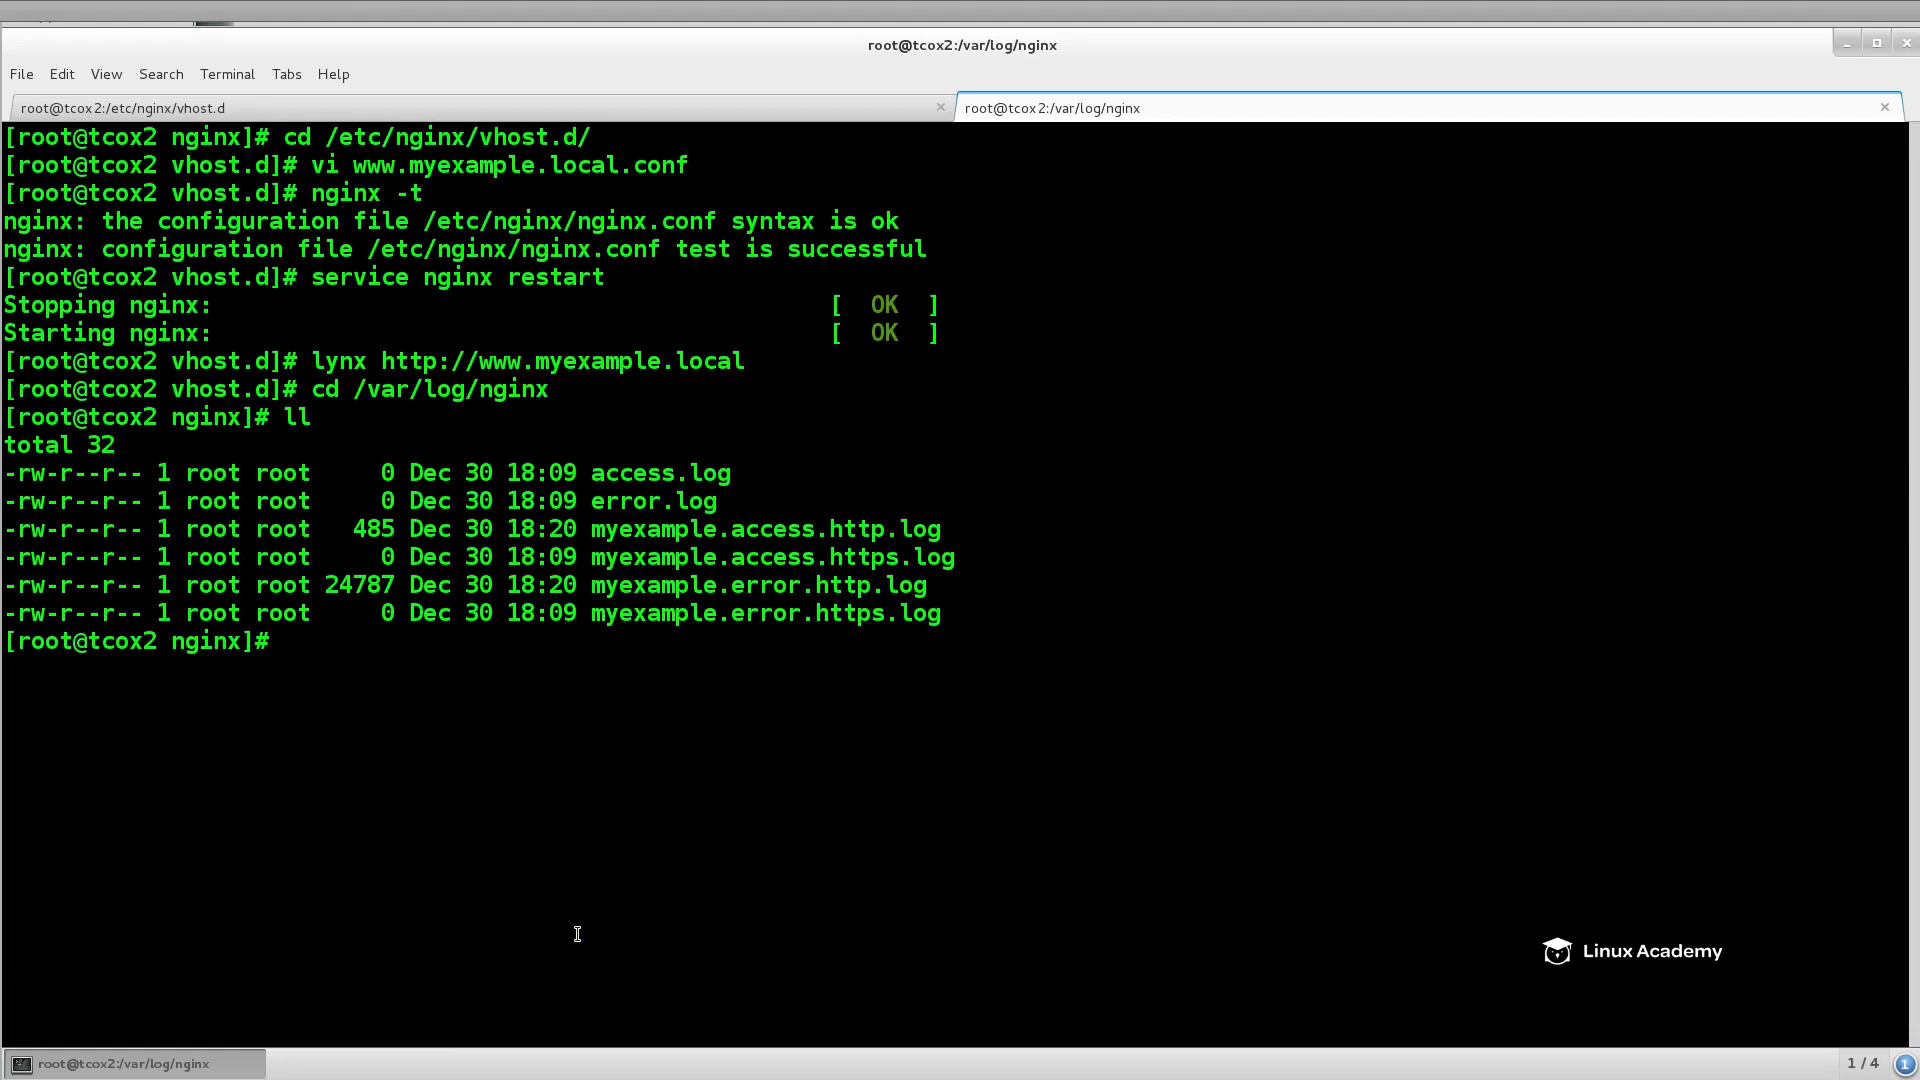 root@tcox2:/var/log/nginx
File Edit View Search Terminal Tabs Help
root@tcox2:/etc/nginx/vhost.d
root@tcox2:/var/log/nginx
[root@tcox2 nginx]# cd /etc/nginx/vhost.d/
[root@tcox2 vhost.d]# vi www.myexample.local.conf
[root@tcox2 vhost.d]# nginx -t
nginx: the configuration file /etc/nginx/nginx.conf syntax is ok
nginx: configuration file /etc/nginx/nginx.conf test is successful
[root@tcox2 vhost.d]# service nginx restart
Stopping nginx: [ OK ]
Starting nginx: [ OK ]
[root@tcox2 vhost.d]# lynx http://www.myexample.local
[root@tcox2 vhost.d]# cd /var/log/nginx
[root@tcox2 nginx]# ll
total 32
-rw-r--r-- 1 root root     0 Dec 30 18:09 access.log
-rw-r--r-- 1 root root     0 Dec 30 18:09 error.log
-rw-r--r-- 1 root root   485 Dec 30 18:20 myexample.access.http.log
-rw-r--r-- 1 root root     0 Dec 30 18:09 myexample.access.https.log
-rw-r--r-- 1 root root 24787 Dec 30 18:20 myexample.error.http.log
-rw-r--r-- 1 root root     0 Dec 30 18:09 myexample.error.https.log
[root@tcox2 nginx]#
Linux Academy
root@tcox2:/var/log/nginx
1 / 4
1